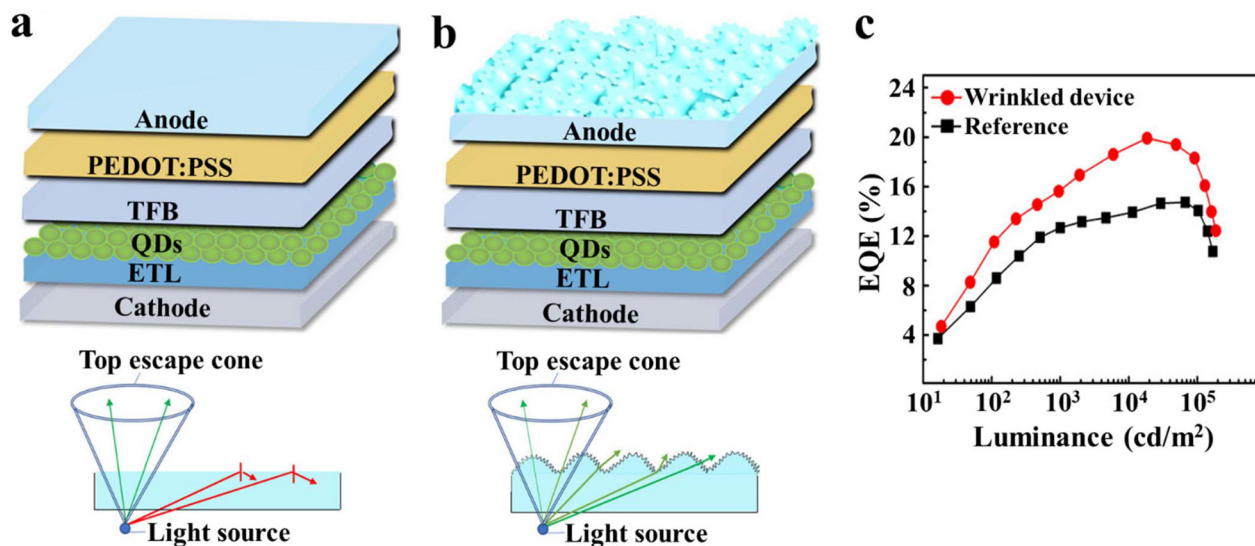 a
Anode
PEDOT:PSS
TFB
QDs
ETL
Cathode
Top escape cone
Light source
b
Anode
PEDOT:PSS
TFB
QDs
ETL
Cathode
Top escape cone
Light source
c
24
20
16
12
8
4
EQE (%)
Wrinkled device
Reference
10¹ 10² 10³ 10⁴ 10⁵
Luminance (cd/m²)